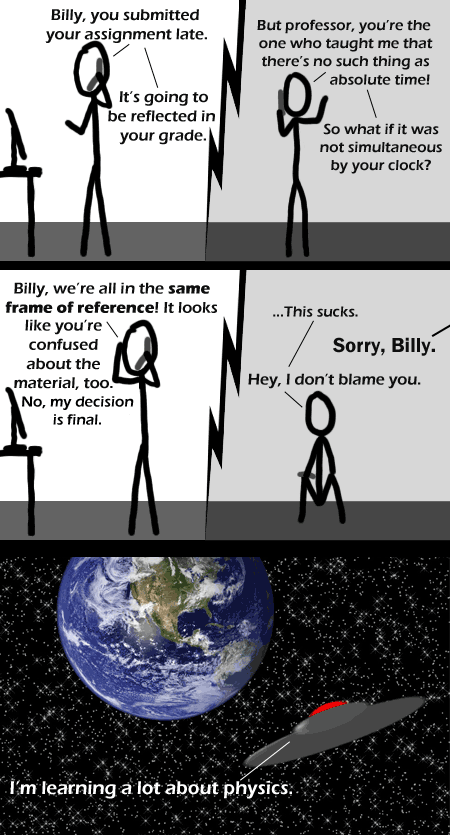 Billy, you submitted
your assignment late.
It's going to
be reflected in
your grade.
But professor, you're the
one who taught me that
there's no such thing as
absolute time!
So what if it was
not simultaneous
by your clock?
Billy, we're all in the same
frame of reference! It looks
like you're
confused
about the
material, too.
No, my decision
is final.
...This sucks.
Sorry, Billy.
Hey, I don't blame you.
I'm learning a lot about physics.